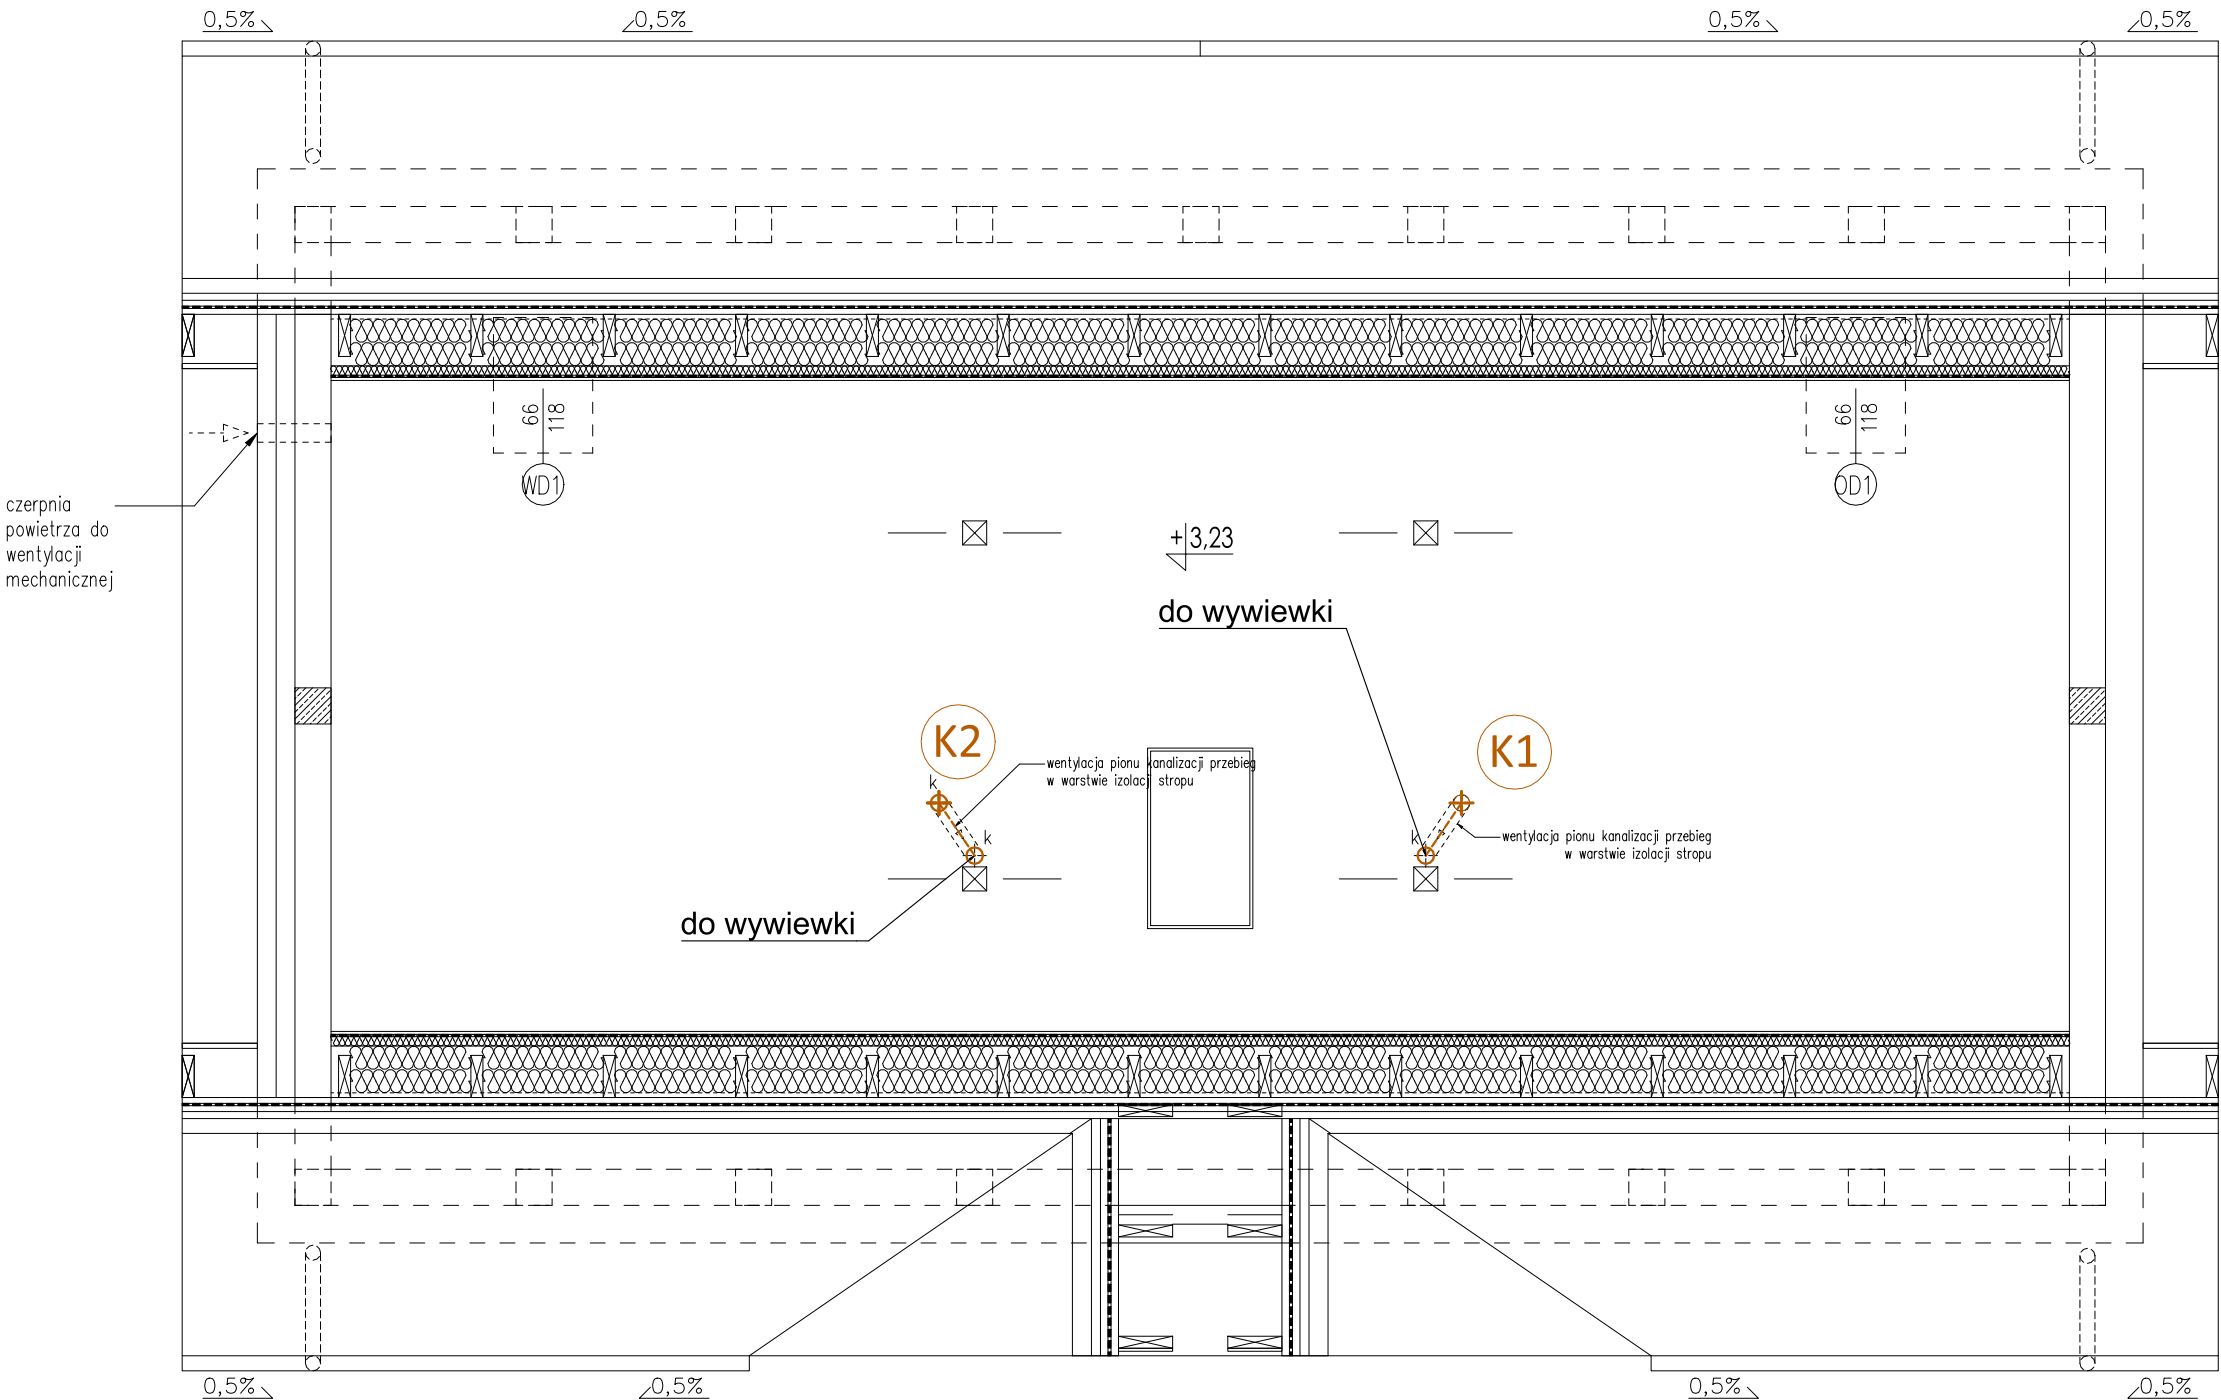 0,5%
0,5%
0,5%
0,5%
66
118
WD1
66
118
OD1
czerpnia
powietrza do
wentylacji
mechanicznej
+3,23
do wywiewki
K2
K1
wentylacja pionu kanalizacji przebieg
w warstwie izolacji stropu
k
k
k
wentylacja pionu kanalizacji przebieg
w warstwie izolacji stropu
do wywiewki
0,5%
0,5%
0,5%
0,5%